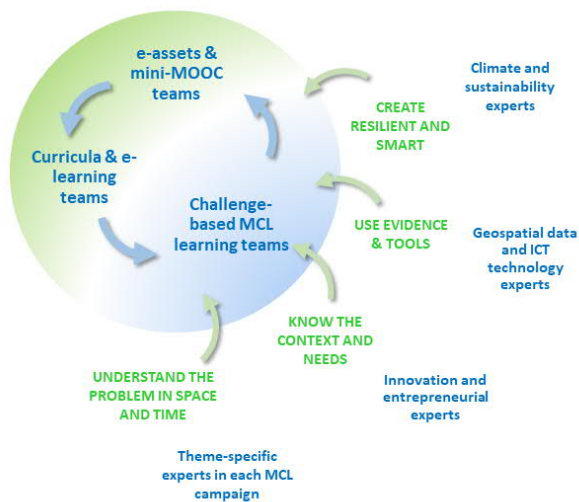 e-assets &
mini-MOOC
teams
Climate and
sustainability
experts
CREATE
RESILIENT AND
SMART
Curricula & e-
learning
teams
Challenge-
based MCL
learning teams
USE EVIDENCE
& TOOLS
Geospatial data
and ICT
technology
experts
KNOW THE
CONTEXT AND
NEEDS
UNDERSTAND THE
PROBLEM IN SPACE
AND TIME
Innovation and
entrepreneurial
experts
Theme-specific
experts in each MCL
campaign